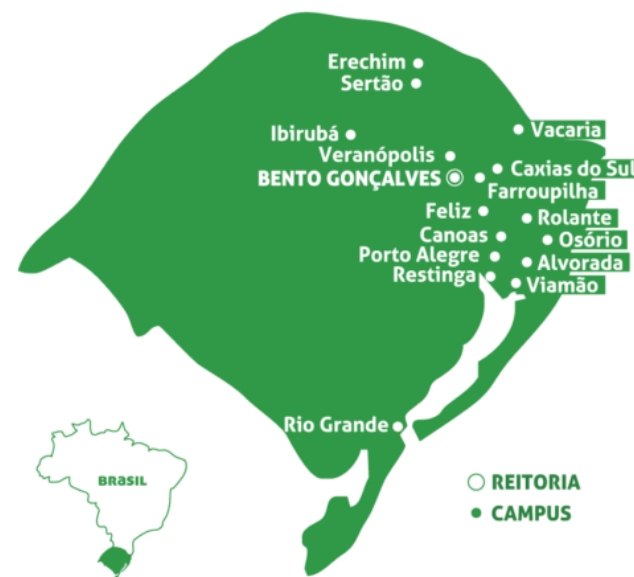 Erechim
Sertão
Vacaria
Ibirubá
Veranópolis
Caxias do Sul
BENTO GONÇALVES
Farroupilha
Feliz
Rolante
Canoas
Osório
Porto Alegre
Alvorada
Restinga
Viamão
Rio Grande
BRASIL
REITORIA
CAMPUS